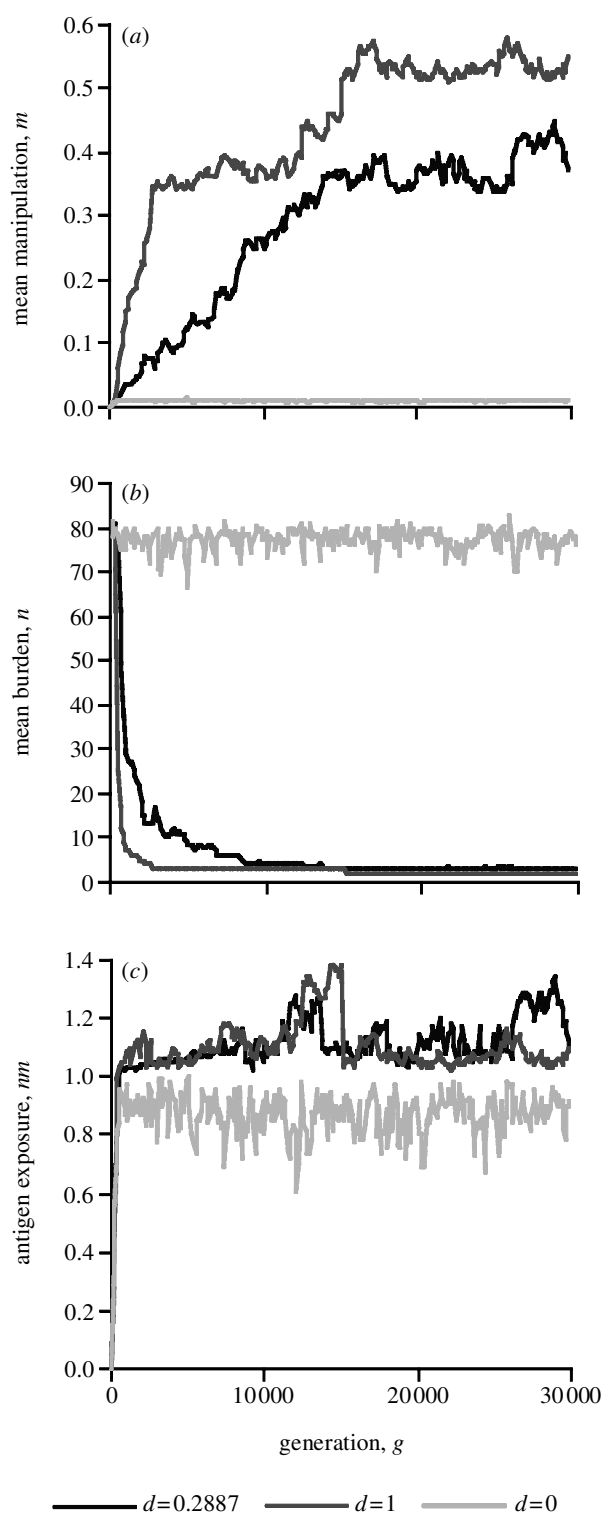 0.6
(a)
0.5
0.4
0.3
0.2
0.1
0.0
mean manipulation, m
90
(b)
80
70
60
50
40
30
20
10
0
mean burden, n
1.4
(c)
1.2
1.0
0.8
0.6
0.4
0.2
0.0
antigen exposure, nm
0 10000 20000 30000
generation, g
d=0.2887 d=1 d=0